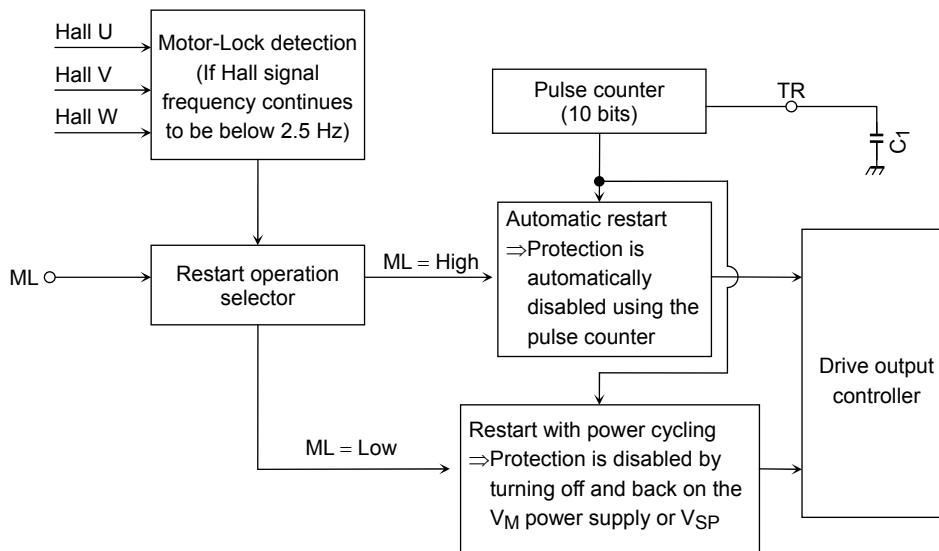 Hall U
Hall V
Hall W
Motor-Lock detection
(If Hall signal
frequency continues
to be below 2.5 Hz)
Pulse counter
(10 bits)
TR
C1
ML
Restart operation
selector
ML = High
Automatic restart
⇒Protection is
automatically
disabled using the
pulse counter
Drive output
controller
ML = Low
Restart with power cycling
⇒Protection is disabled by
turning off and back on the
VM power supply or VSP